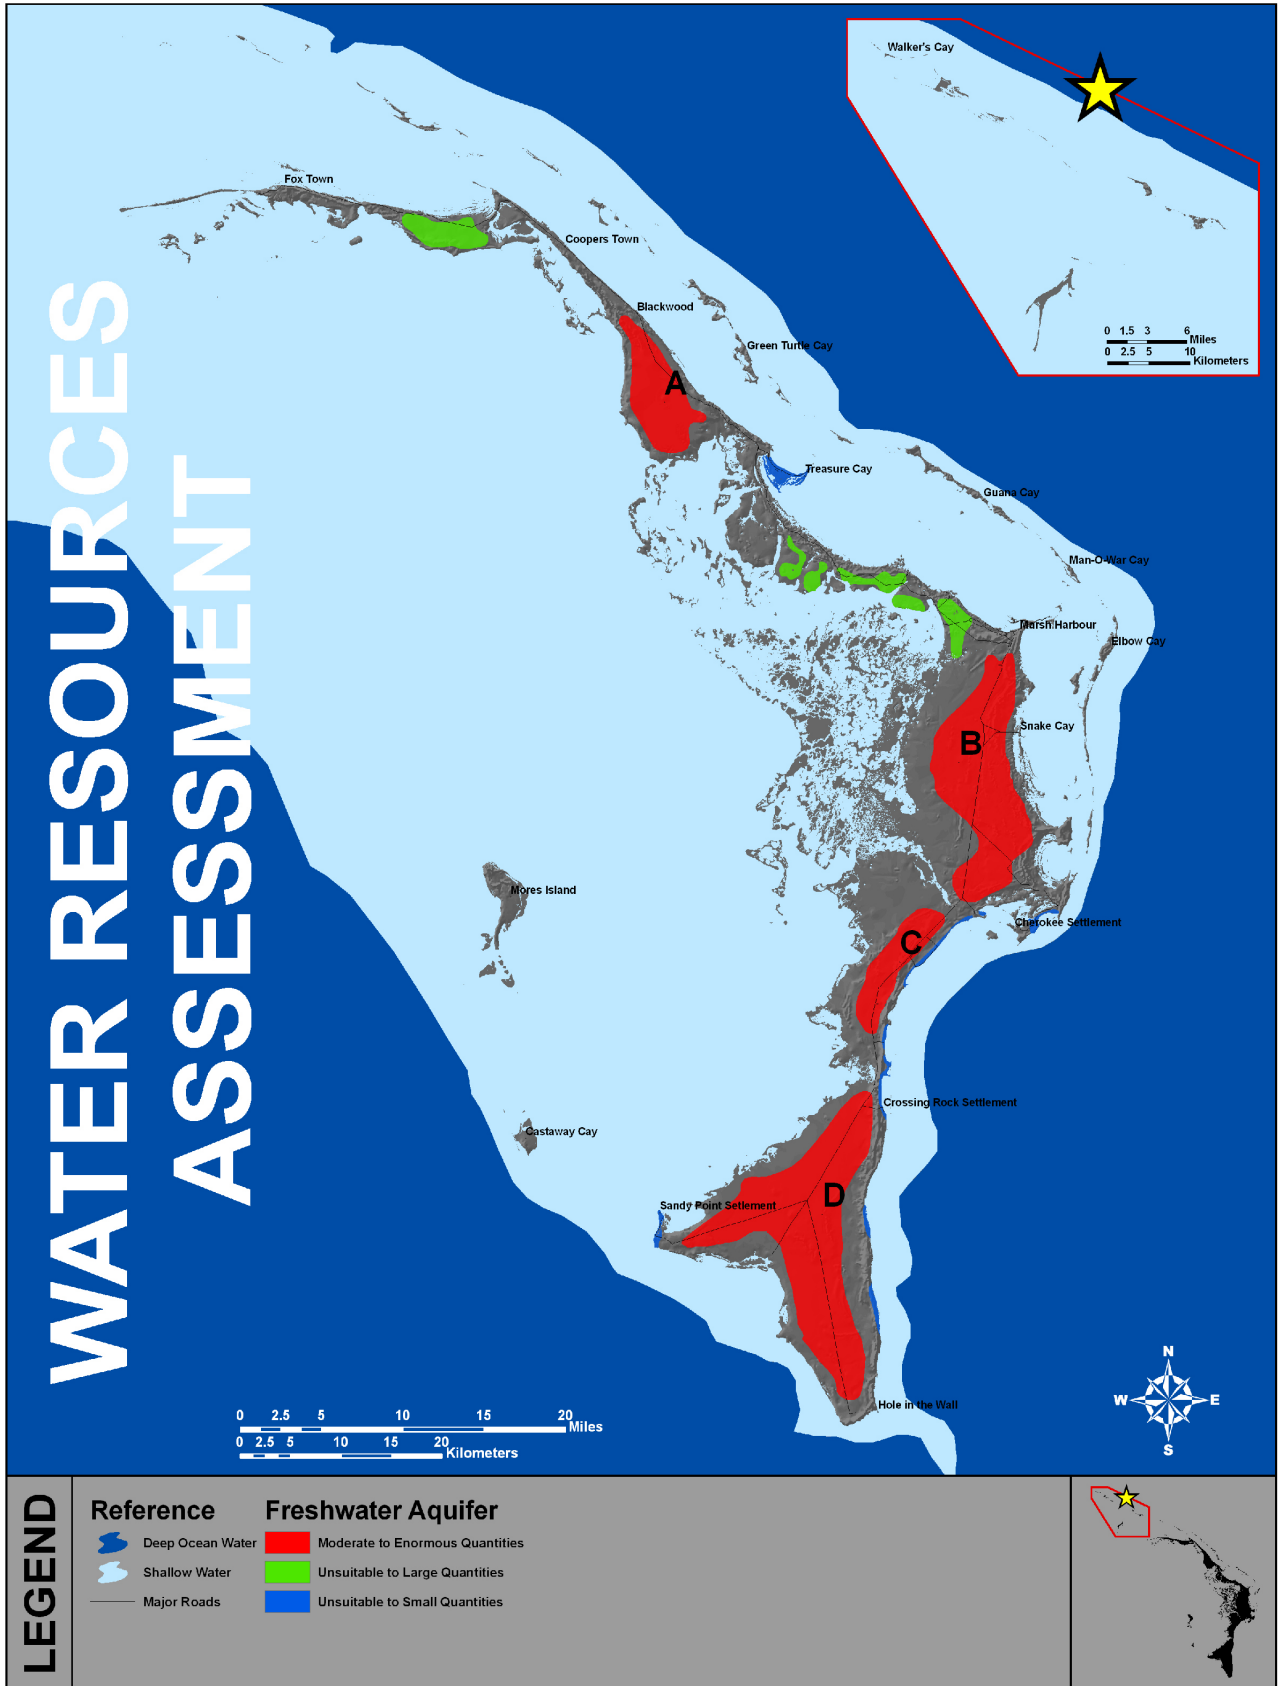 WATER RESOURCES
ASSESSMENT
Walker's Cay
0 1.5 3 6
Miles
0 2.5 5 10
Kilometers
Fox Town
Coopers Town
Blackwood
Green Turtle Cay
A
Treasure Cay
Guana Cay
Man-O-War Cay
Marsh Harbour
Elbow Cay
Snake Cay
B
Mores Island
Cherokee Settlement
C
Crossing Rock Settlement
Castaway Cay
D
Sandy Point Setlement
Hole in the Wall
N
W E
S
0 2.5 5 10 15 20
Miles
0 2.5 5 10 15 20
Kilometers
LEGEND
Reference
Deep Ocean Water
Shallow Water
Major Roads
Freshwater Aquifer
Moderate to Enormous Quantities
Unsuitable to Large Quantities
Unsuitable to Small Quantities